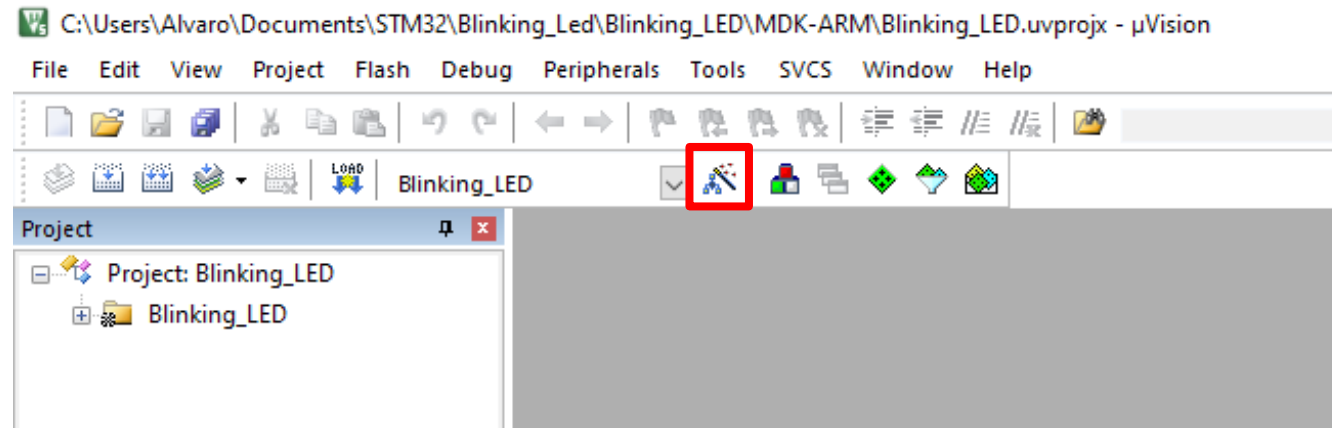 C:\Users\Alvaro\Documents\STM32\Blinking_Led\Blinking_LED\MDK-ARM\Blinking_LED.uvprojx - µVision
File Edit View Project Flash Debug Peripherals Tools SVCS Window Help
LOAD Blinking_LED
Project
Project: Blinking_LED
Blinking_LED